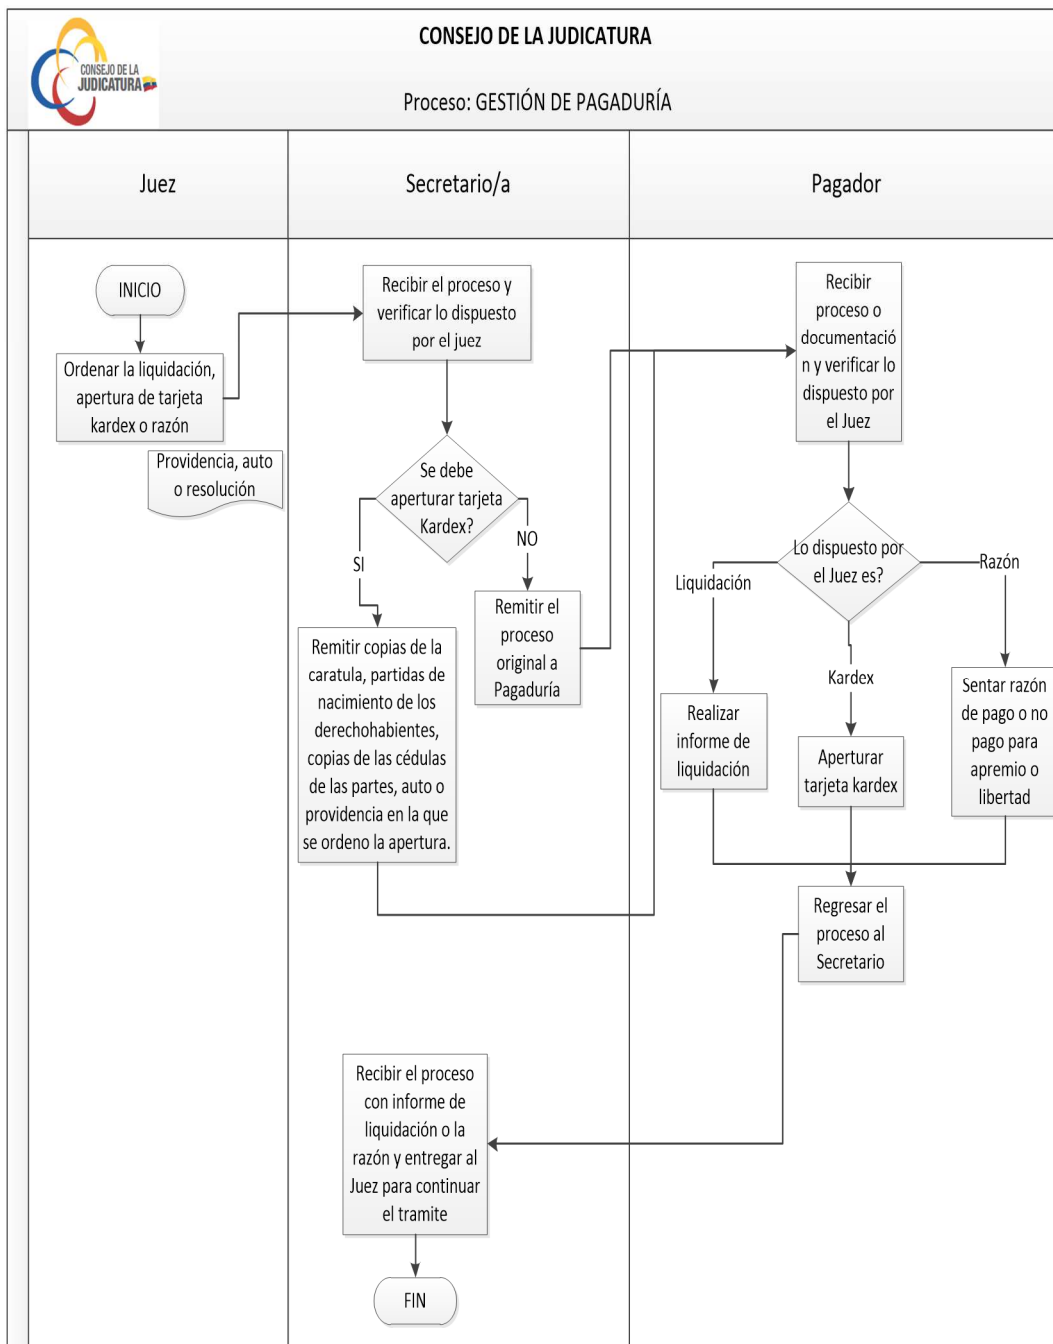 CONSEJO DE LA JUDICATURA
CONSEJO DE LA
JUDICATURA
Proceso: GESTIÓN DE PAGADURÍA
Juez
Secretario/a
Pagador
INICIO
Ordenar la liquidación,
apertura de tarjeta
kardex o razón
Providencia, auto
o resolución
Recibir el proceso y
verificar lo dispuesto
por el juez
Se debe
aperturar tarjeta
Kardex?
SI
NO
Remitir copias de la
caratula, partidas de
nacimiento de los
derechohabientes,
copias de las cédulas
de las partes, auto o
providencia en la que
se ordeno la apertura.
Remitir el
proceso
original a
Pagaduría
Recibir
proceso o
documentació
n y verificar lo
dispuesto por
el Juez
Lo dispuesto por
el Juez es?
Liquidación
Kardex
Razón
Realizar
informe de
liquidación
Aperturar
tarjeta kardex
Sentar razón
de pago o no
pago para
apremio o
libertad
Regresar el
proceso al
Secretario
Recibir el proceso
con informe de
liquidación o la
razón y entregar al
Juez para continuar
el tramite
FIN